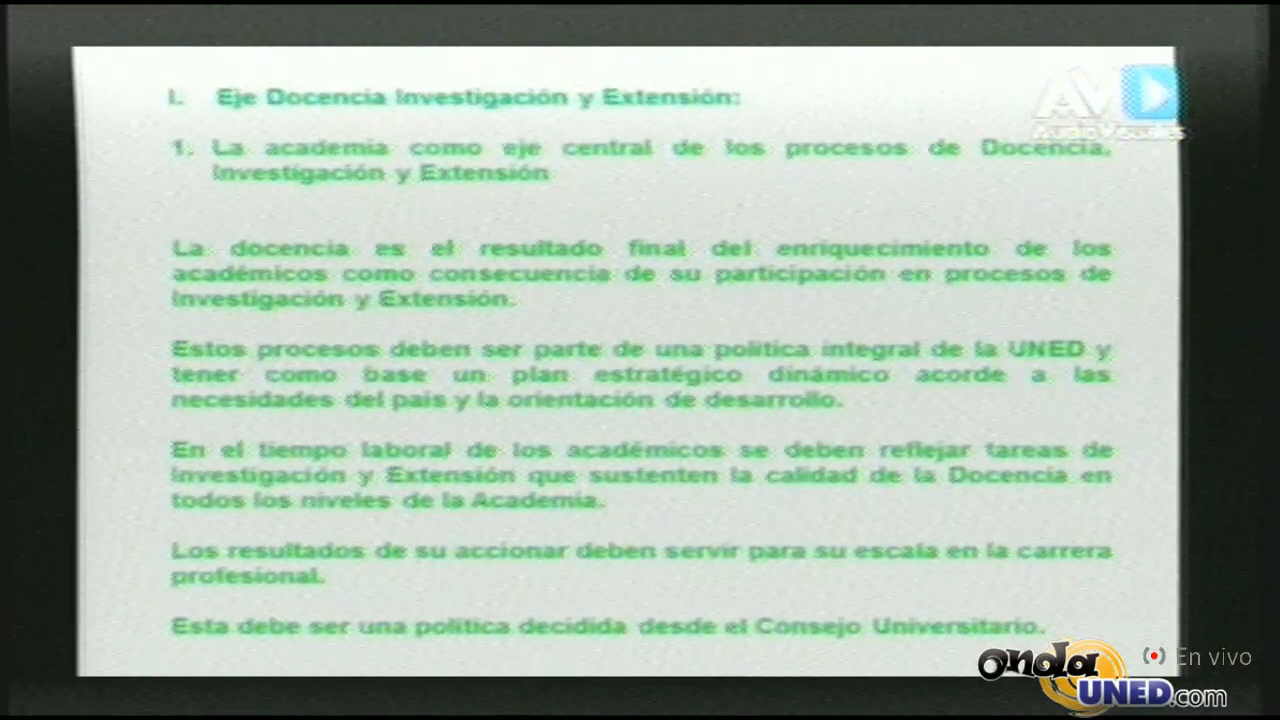 I. Eje Docencia Investigación y Extensión:
AV
Audio Visuales
1. La academia como eje central de los procesos de Docencia,
Investigación y Extensión
La docencia es el resultado final del enriquecimiento de los
académicos como consecuencia de su participación en procesos de
Investigación y Extensión.
Estos procesos deben ser parte de una política integral de la UNED y
tener como base un plan estratégico dinámico acorde a las
necesidades del país y la orientación de desarrollo.
En el tiempo laboral de los académicos se deben reflejar tareas de
Investigación y Extensión que sustenten la calidad de la Docencia en
todos los niveles de la Academia.
Los resultados de su accionar deben servir para su escala en la carrera
profesional.
Esta debe ser una política decidida desde el Consejo Universitario.
En vivo
onda
UNED.com